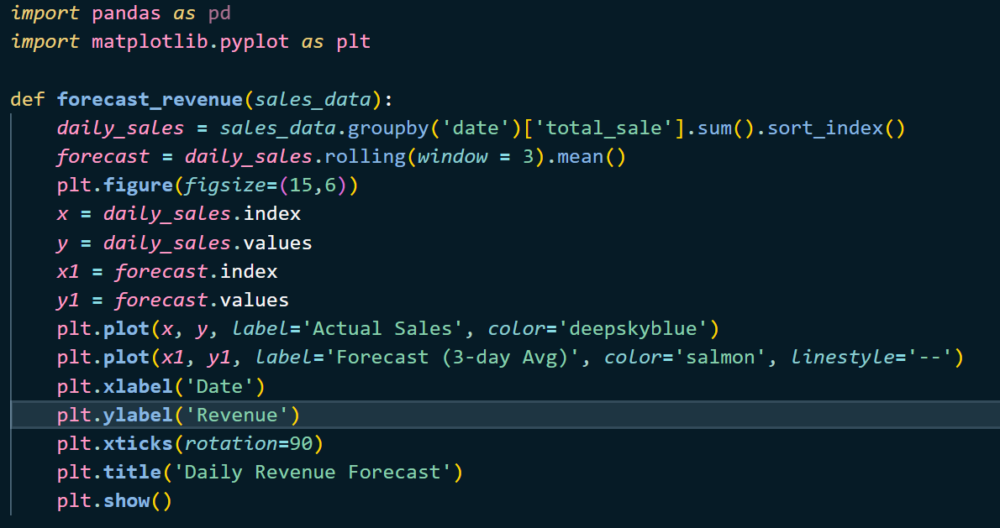 import pandas as pd
import matplotlib.pyplot as plt

def forecast_revenue(sales_data):
    daily_sales = sales_data.groupby('date')['total_sale'].sum().sort_index()
    forecast = daily_sales.rolling(window = 3).mean()
    plt.figure(figsize=(15,6))
    x = daily_sales.index
    y = daily_sales.values
    x1 = forecast.index
    y1 = forecast.values
    plt.plot(x, y, label='Actual Sales', color='deepskyblue')
    plt.plot(x1, y1, label='Forecast (3-day Avg)', color='salmon', linestyle='--')
    plt.xlabel('Date')
    plt.ylabel('Revenue')
    plt.xticks(rotation=90)
    plt.title('Daily Revenue Forecast')
    plt.show()